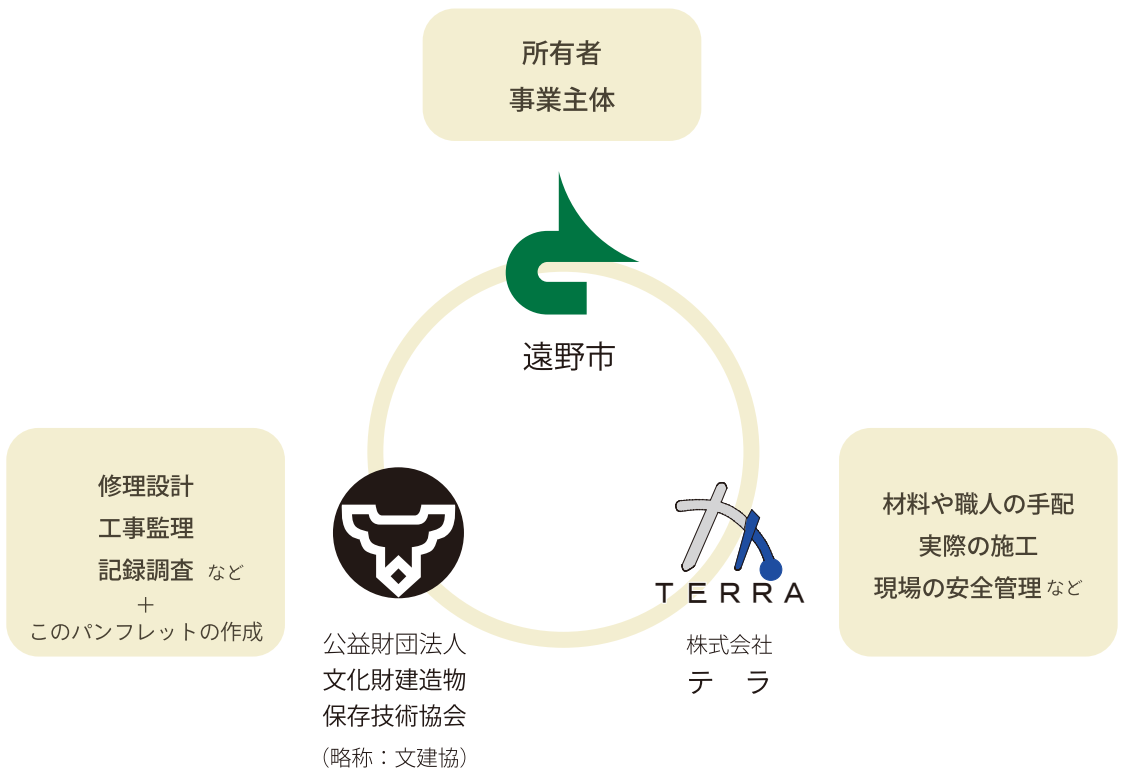 所有者
事業主体
遠野市
修理設計
工事監理
記録調査 など
＋
このパンフレットの作成
公益財団法人
文化財建造物
保存技術協会
（略称：文建協）
TERRA
株式会社
テ　ラ
材料や職人の手配
実際の施工
現場の安全管理 など